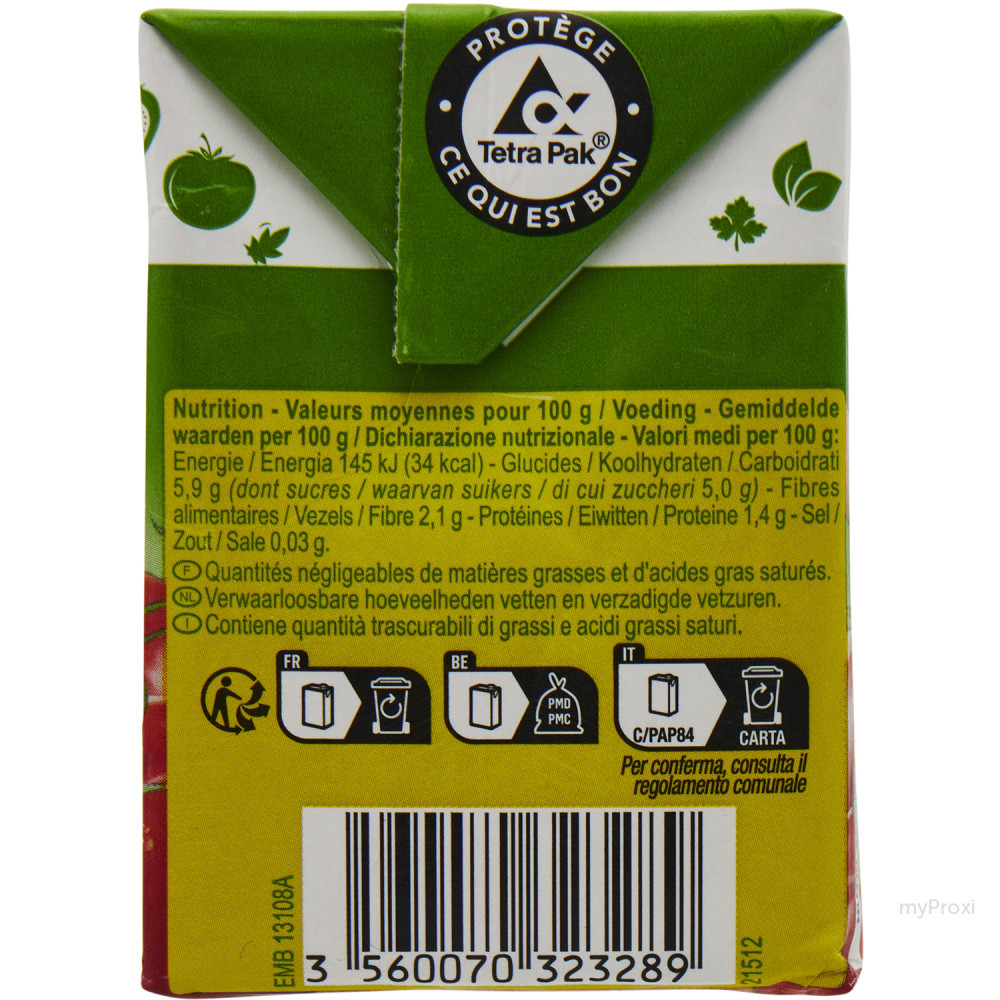 PROTÈGE
CE QUI EST BON
Tetra Pak®
Nutrition - Valeurs moyennes pour 100 g / Voeding - Gemiddelde
waarden per 100 g / Dichiarazione nutrizionale - Valori medi per 100 g:
Energie / Energia 145 kJ (34 kcal) - Glucides / Koolhydraten / Carboidrati
5,9 g (dont sucres / waarvan suikers / di cui zuccheri 5,0 g) - Fibres
alimentaires / Vezels / Fibre 2,1 g - Protéines / Eiwitten / Proteine 1,4 g - Sel /
Zout / Sale 0,03 g.
F Quantités négligeables de matières grasses et d'acides gras saturés.
NL Verwaarloosbare hoeveelheden vetten en verzadigde vetzuren.
I Contiene quantità trascurabili di grassi e acidi grassi saturi.
FR
BE
PMD
PMC
IT
C/PAP84
CARTA
Per conferma, consulta il
regolamento comunale
EMB 13108A
3 560070 323289
21512
myProxi